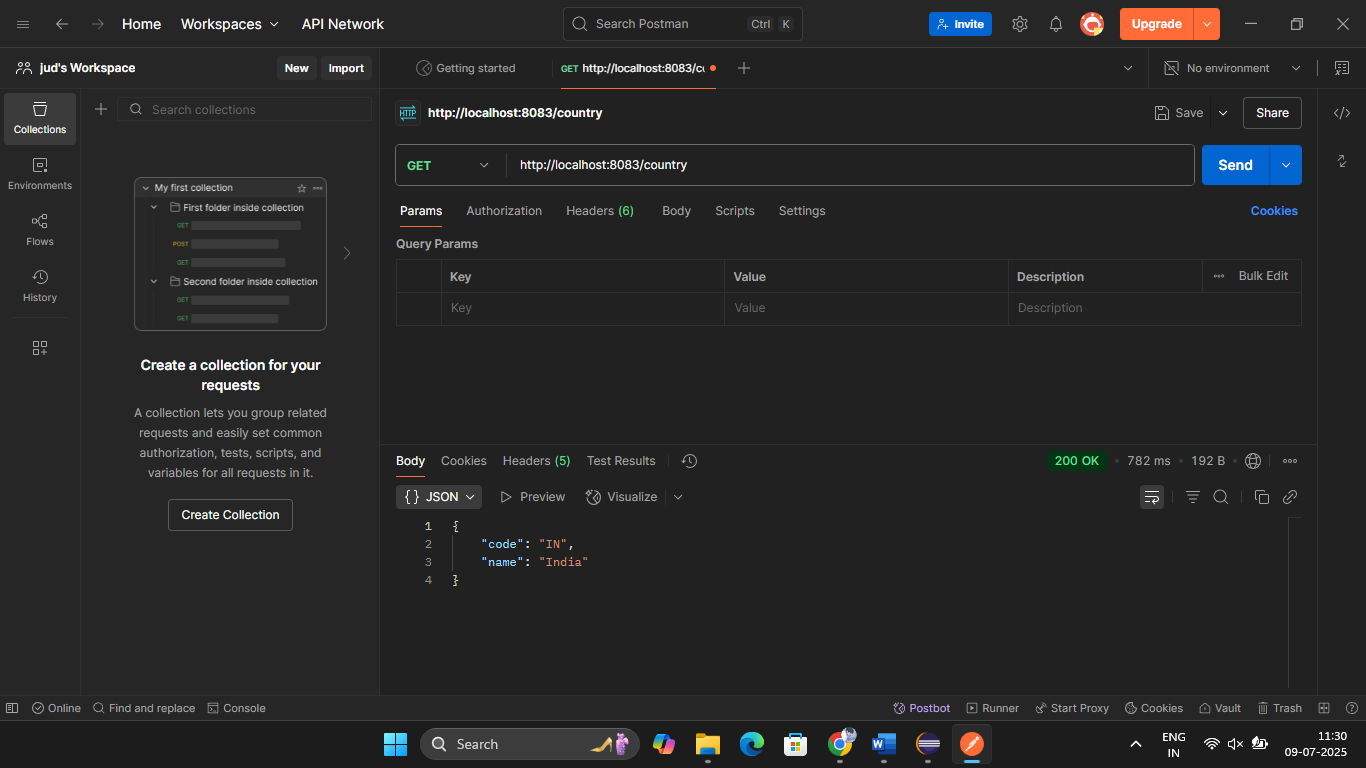 Home Workspaces API Network Search Postman Ctrl K Invite Upgrade
jud's Workspace New Import Getting started GET http://localhost:8083/co No environment
Search collections
Collections
Environments
Flows
History
My first collection
First folder inside collection
GET
POST
GET
Second folder inside collection
GET
GET
Create a collection for your
requests
A collection lets you group related
requests and easily set common
authorization, tests, scripts, and
variables for all requests in it.
Create Collection
HTTP http://localhost:8083/country Save Share
GET http://localhost:8083/country Send
Params Authorization Headers (6) Body Scripts Settings Cookies
Query Params
Key Value Description Bulk Edit
Key Value Description
Body Cookies Headers (5) Test Results 200 OK 782 ms 192 B
{} JSON Preview Visualize
1 {
2 "code": "IN",
3 "name": "India"
4 }
Online Find and replace Console Postbot Runner Start Proxy Cookies Vault Trash
Search
ENG
IN
11:30
09-07-2025